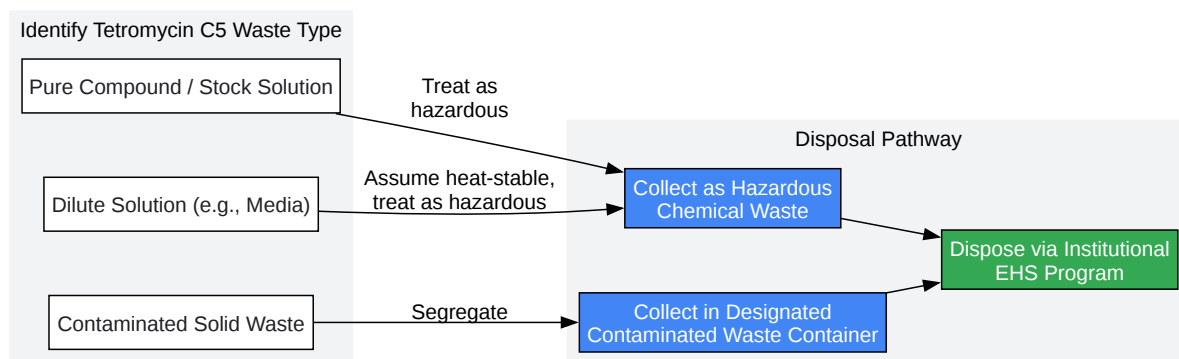 Identify Tetromycin C5 Waste Type
Pure Compound / Stock Solution
Treat as
hazardous
Disposal Pathway
Assume heat-stable,
treat as hazardous
Collect as Hazardous
Chemical Waste
Dilute Solution (e.g., Media)
Dispose via Institutional
EHS Program
Contaminated Solid Waste
Segregate
Collect in Designated
Contaminated Waste Container